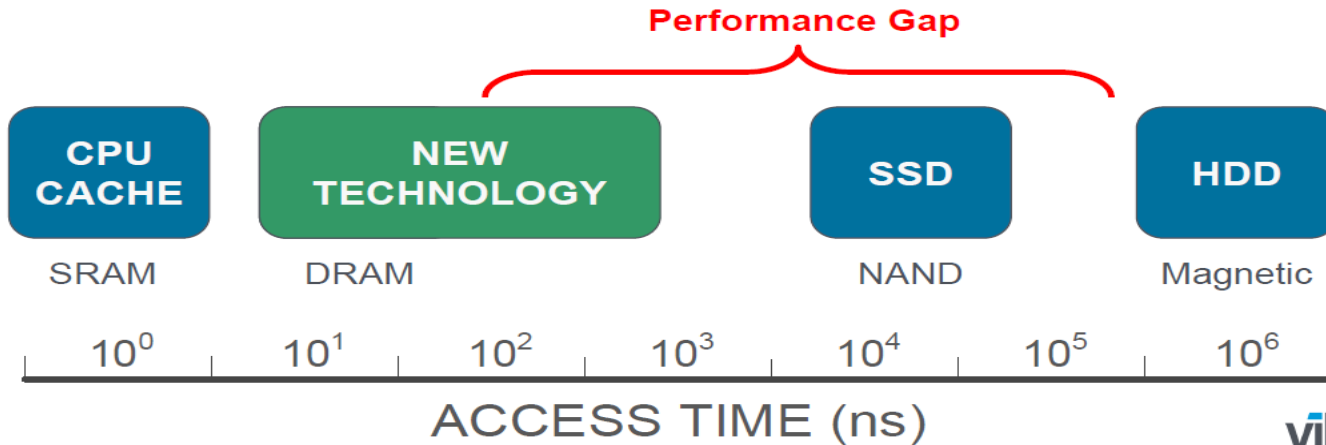 Performance Gap
CPU
CACHE
NEW
TECHNOLOGY
SSD
HDD
SRAM
DRAM
NAND
Magnetic
10⁰ 10¹ 10² 10³ 10⁴ 10⁵ 10⁶
ACCESS TIME (ns)